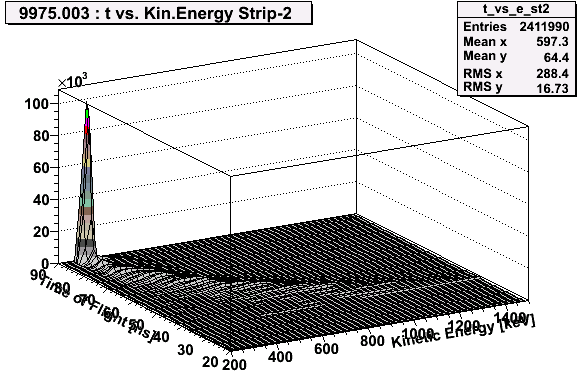 9975.003 : t vs. Kin.Energy Strip-2
t_vs_e_st2
Entries 2411990
Mean x 597.3
Mean y 64.4
RMS x 288.4
RMS y 16.73
×10³
100
80
60
40
20
0
90 80 70 60 50 40 30 20
Time of Flight [ns]
200 400 600 800 1000 1200 1400
Kinetic Energy [keV]